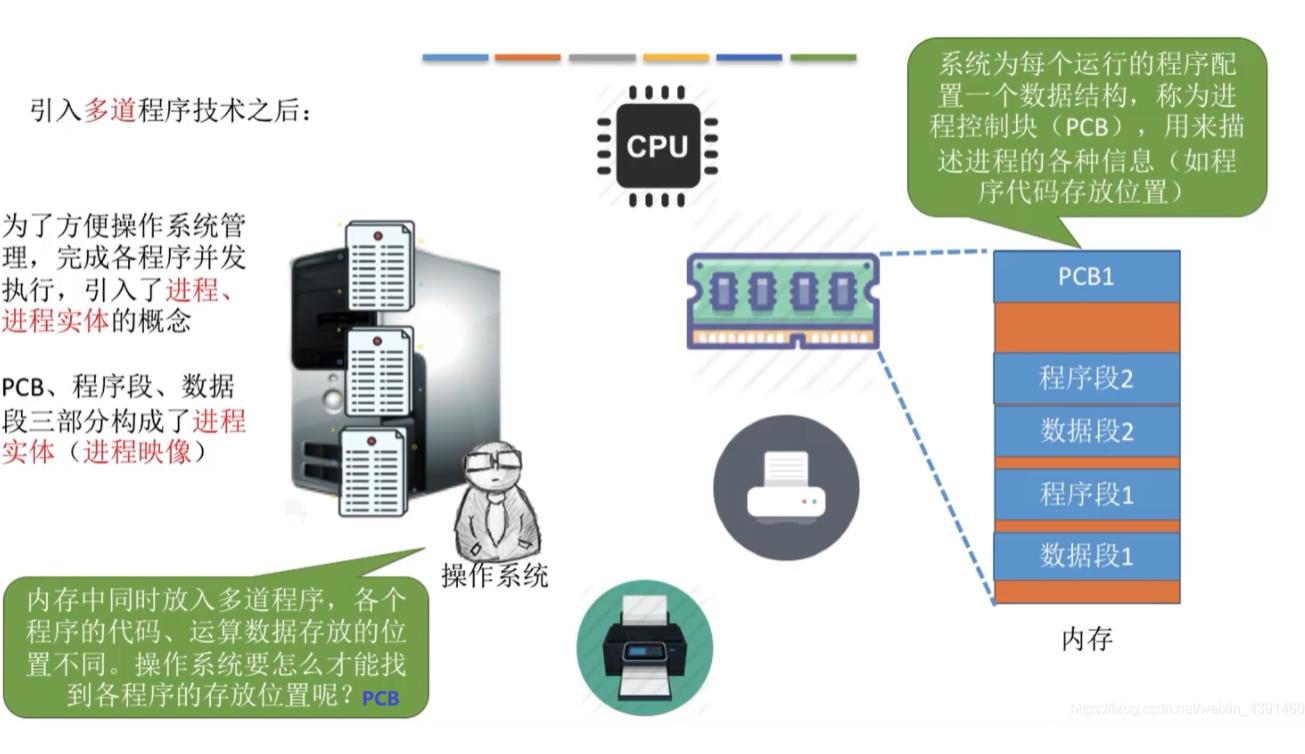 引入多道程序技术之后：
CPU
系统为每个运行的程序配
置一个数据结构，称为进
程控制块（PCB），用来描
述进程的各种信息（如程
序代码存放位置）
为了方便操作系统管
理，完成各程序并发
执行，引入了进程、
进程实体的概念
PCB、程序段、数据
段三部分构成了进程
实体（进程映像）
PCB1
程序段2
数据段2
程序段1
数据段1
内存
操作系统
内存中同时放入多道程序，各个
程序的代码、运算数据存放的位
置不同。操作系统要怎么才能找
到各程序的存放位置呢？PCB
https://blog.csdn.net/weixin_4391460